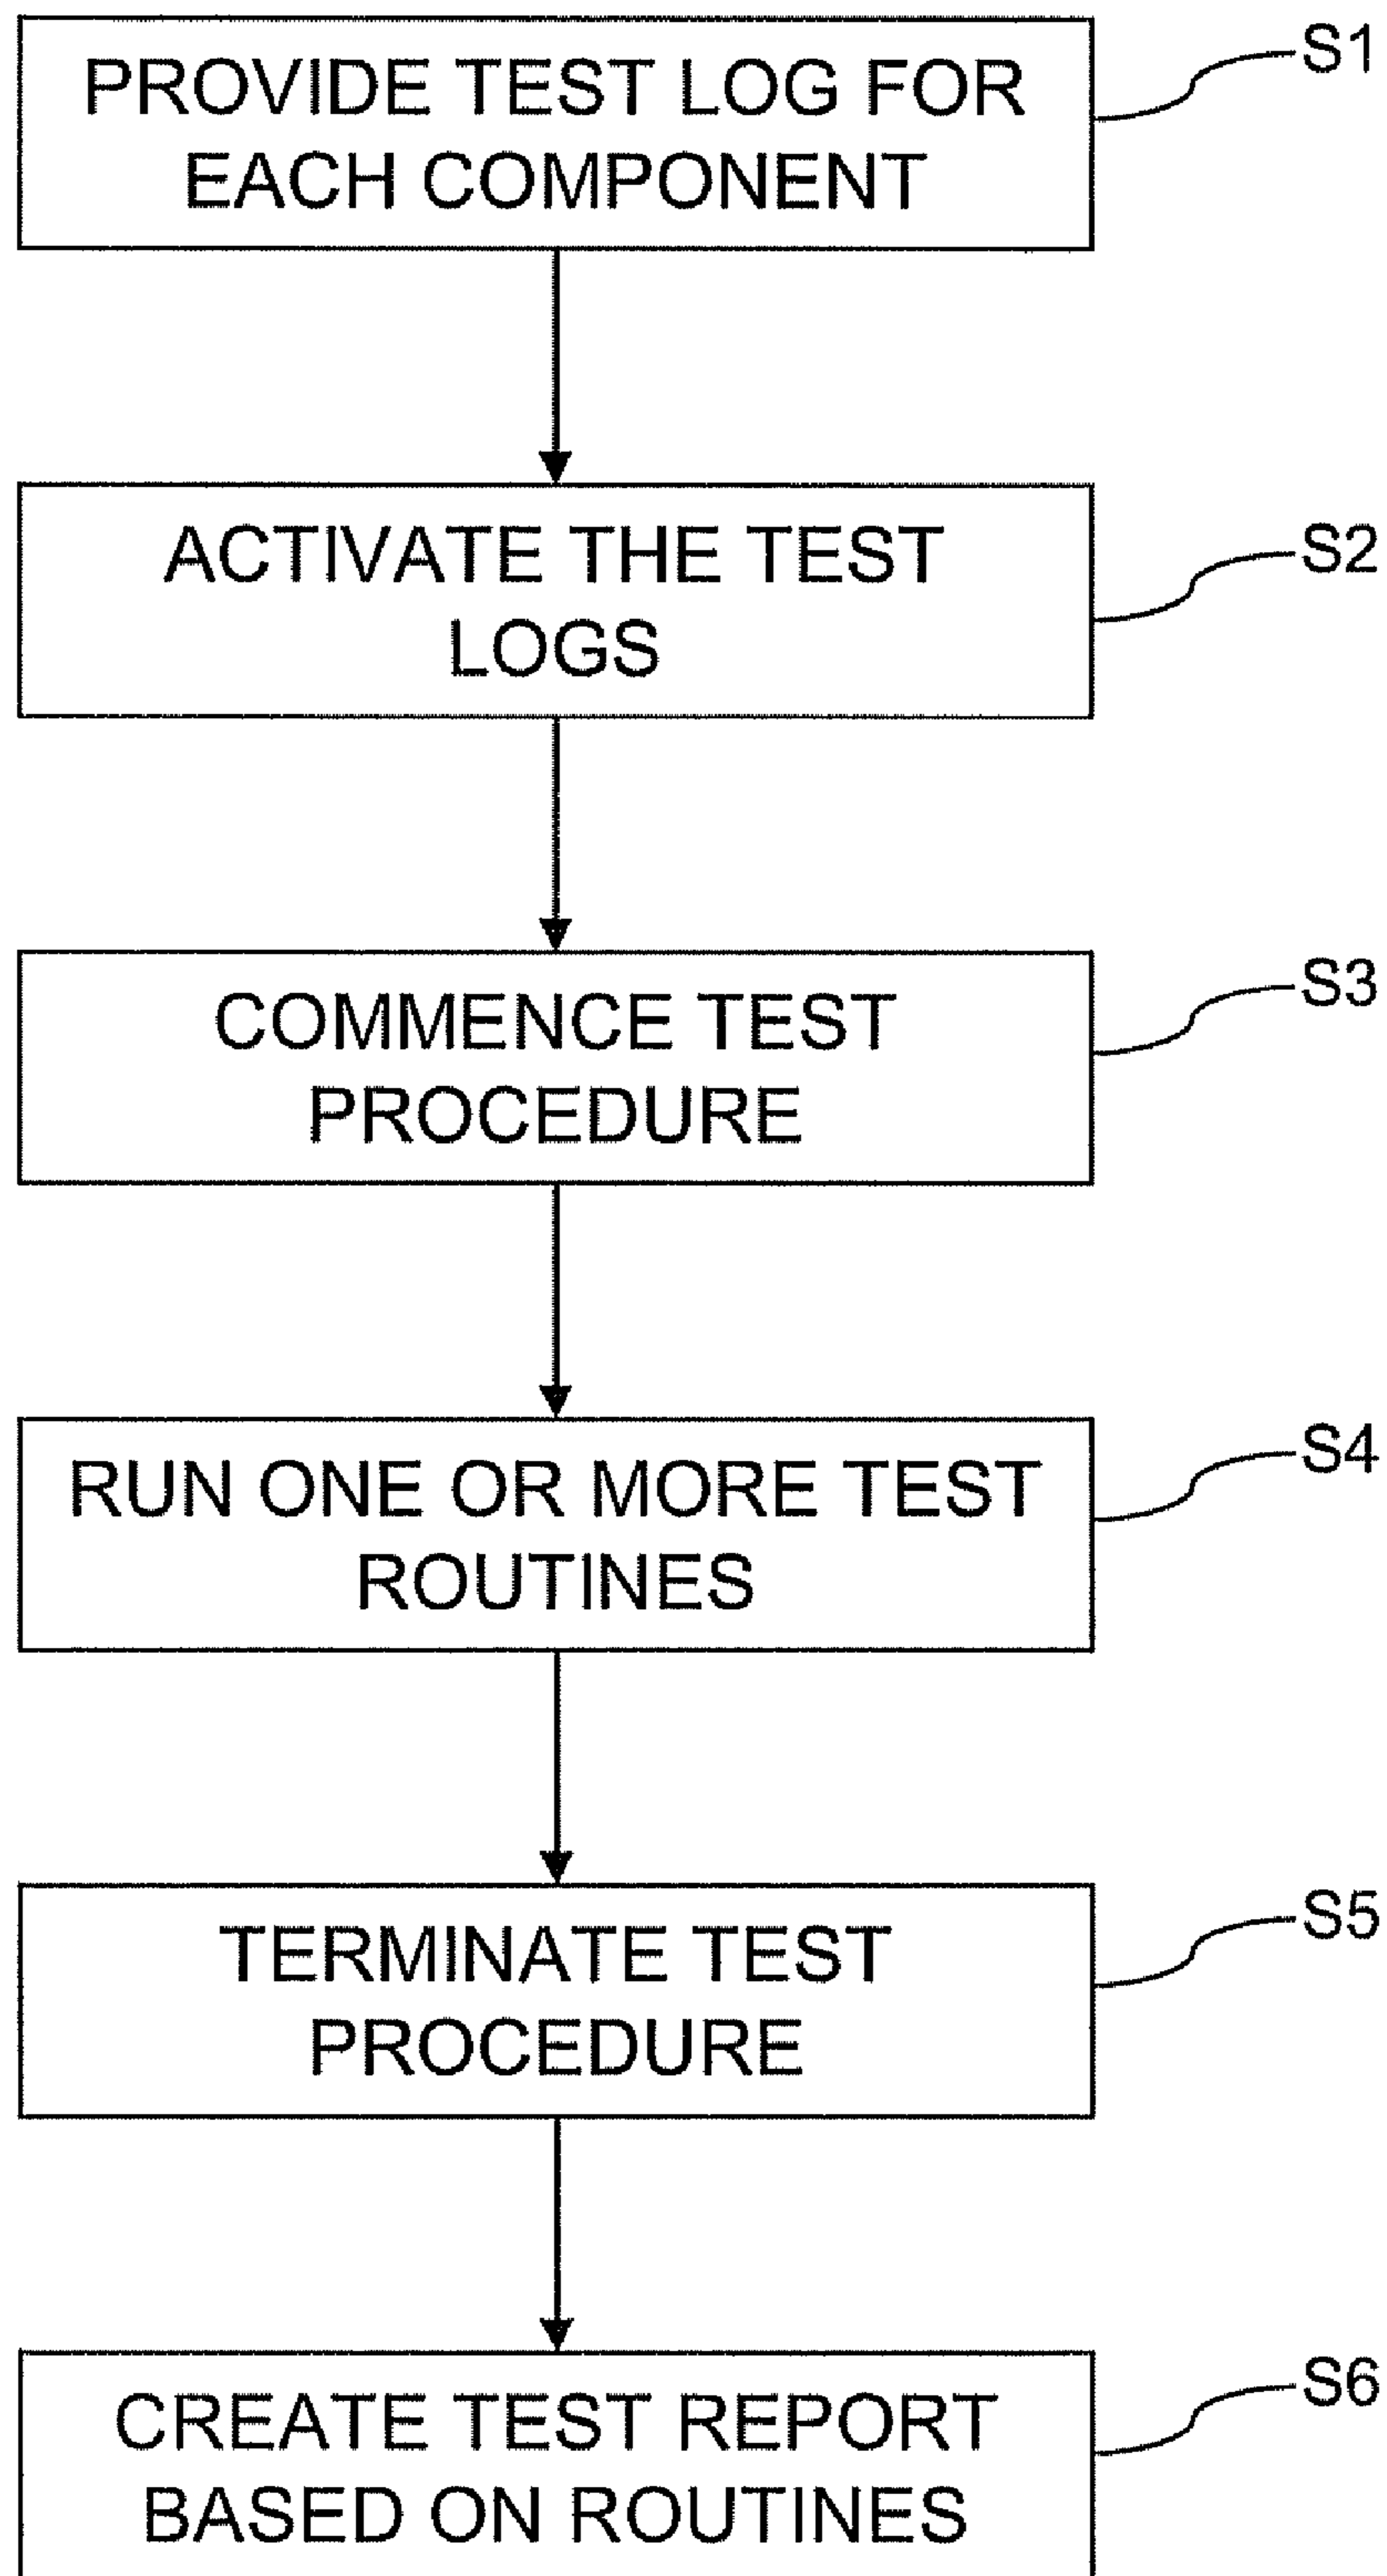 PROVIDE TEST LOG FOR
EACH COMPONENT
S1
ACTIVATE THE TEST
LOGS
S2
COMMENCE TEST
PROCEDURE
S3
RUN ONE OR MORE TEST
ROUTINES
S4
TERMINATE TEST
PROCEDURE
S5
CREATE TEST REPORT
BASED ON ROUTINES
S6